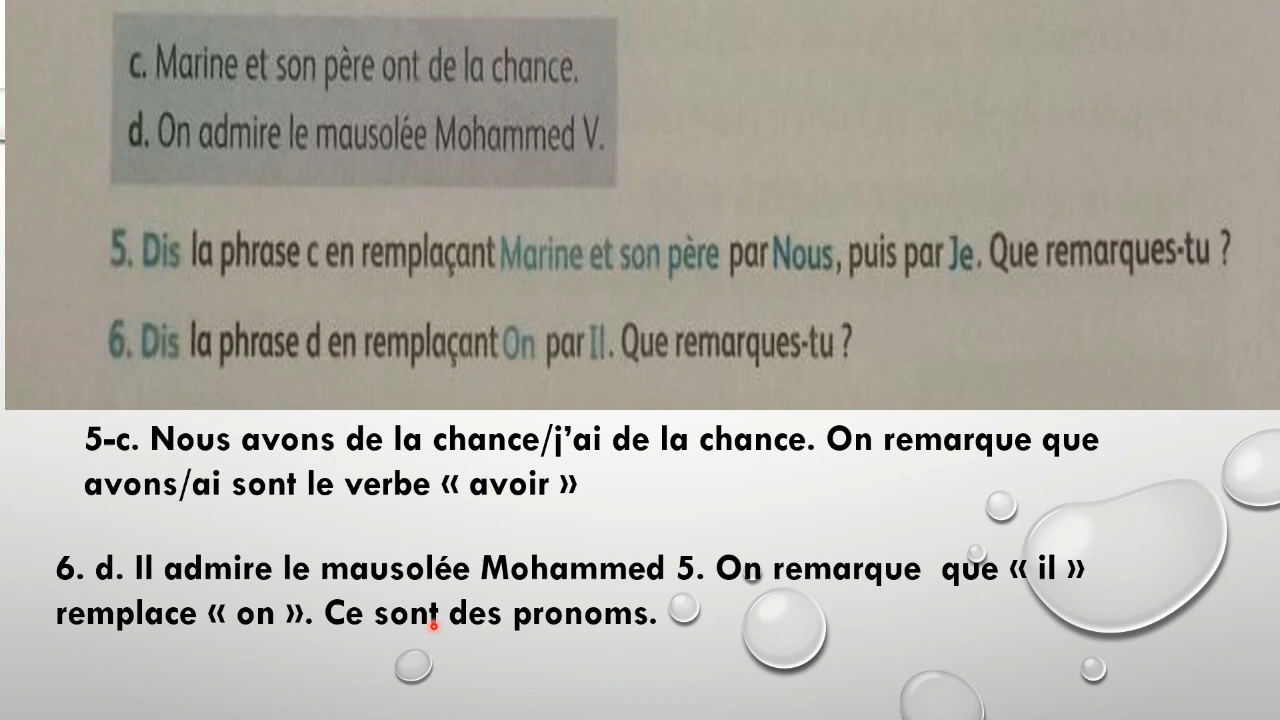 c. Marine et son père ont de la chance.
d. On admire le mausolée Mohammed V.
5. Dis la phrase c en remplaçant Marine et son père par Nous, puis par Je. Que remarques-tu ?
6. Dis la phrase d en remplaçant On par Il. Que remarques-tu ?
5-c. Nous avons de la chance/j’ai de la chance. On remarque que
avons/ai sont le verbe « avoir »
6. d. Il admire le mausolée Mohammed 5. On remarque  que « il »
remplace « on ». Ce sont des pronoms.